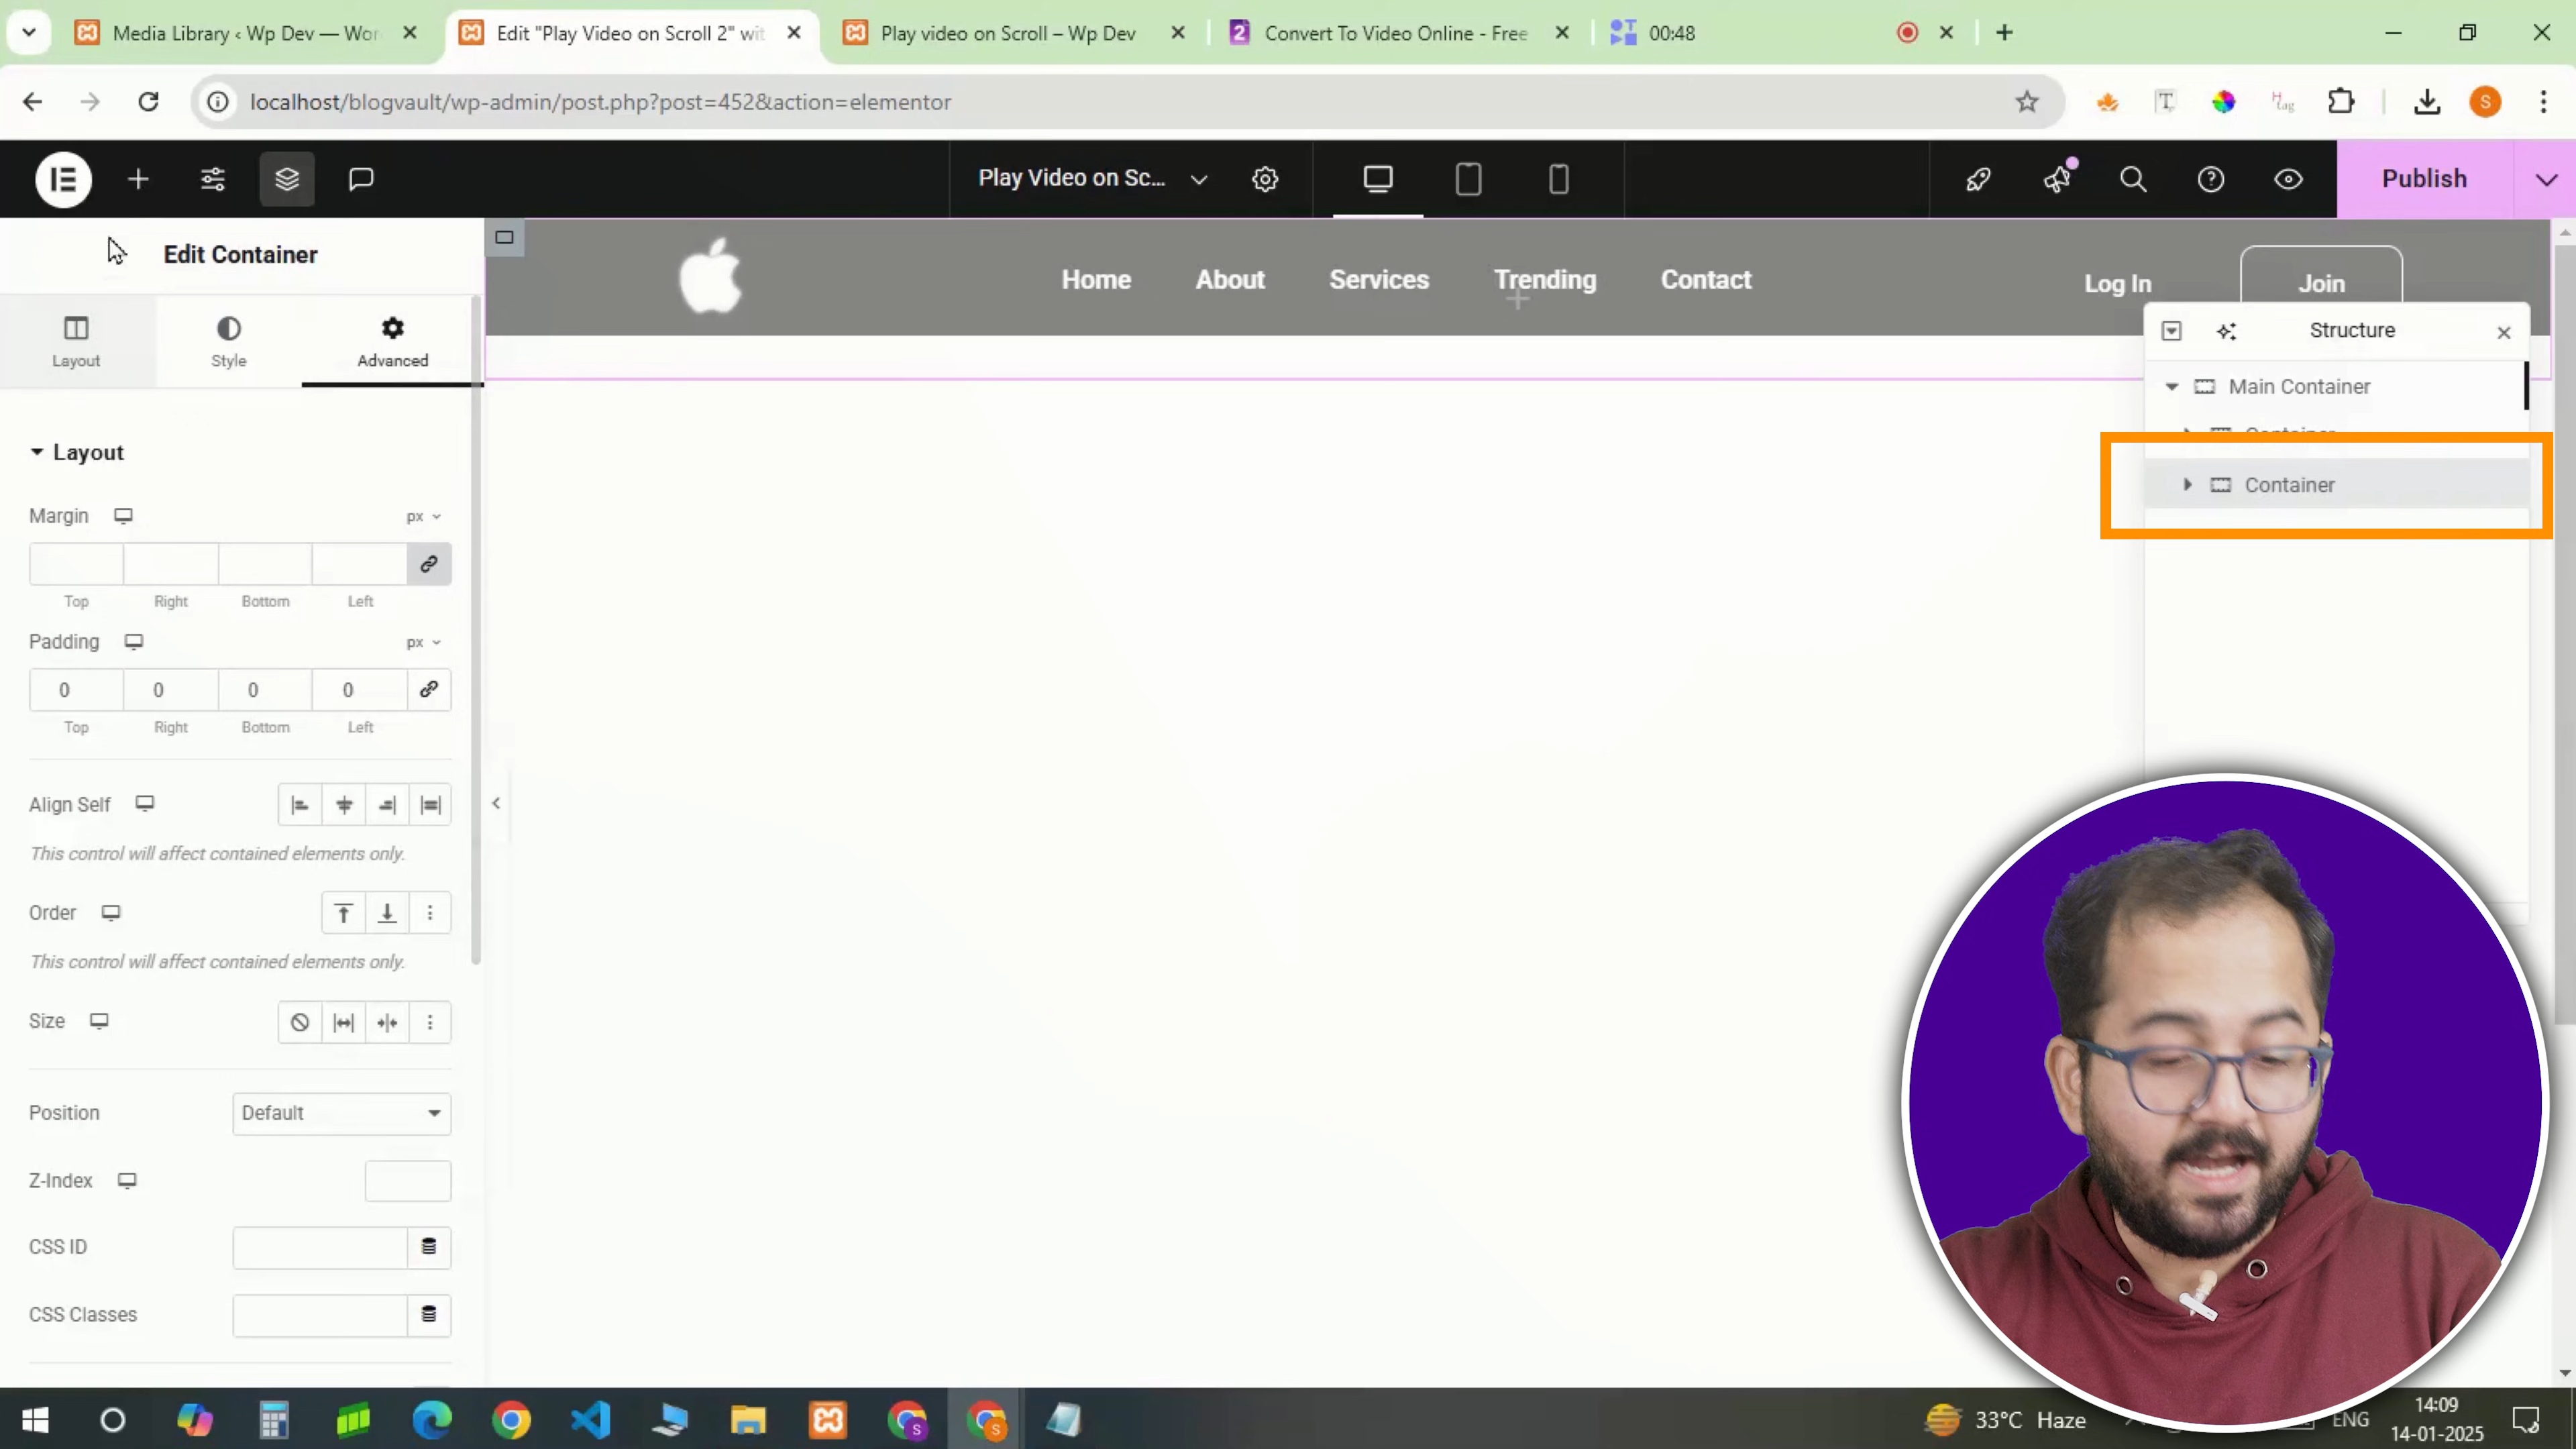 Media Library ‹ Wp Dev — Wor
Edit "Play Video on Scroll 2" wit
Play video on Scroll – Wp Dev
2 Convert To Video Online - Free
00:48
localhost/blogvault/wp-admin/post.php?post=452&action=elementor
S
Play Video on Sc...
Publish
Edit Container
Home
About
Services
Trending
Contact
Log In
Join
Layout
Style
Advanced
Structure
Main Container
Container
Container
Layout
Margin
px
Top
Right
Bottom
Left
Padding
px
0
0
0
0
Top
Right
Bottom
Left
Align Self
This control will affect contained elements only.
Order
This control will affect contained elements only.
Size
Position
Default
Z-Index
CSS ID
CSS Classes
33°C Haze
ENG
14:09
14-01-2025